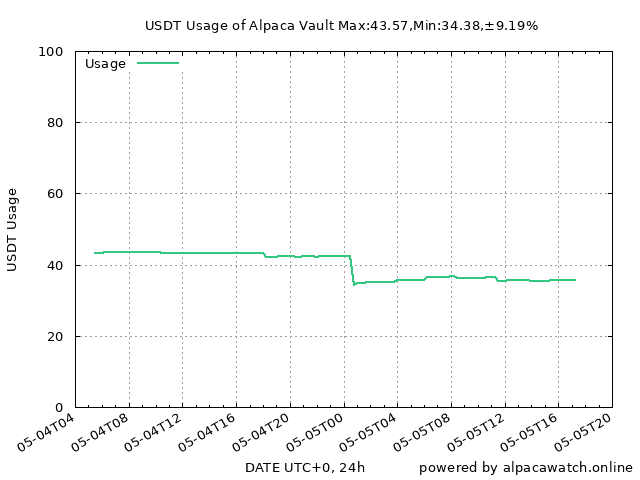 USDT Usage of Alpaca Vault Max:43.57,Min:34.38,±9.19%
Usage
100
80
60
40
20
0
USDT Usage
05-04T04
05-04T08
05-04T12
05-04T16
05-04T20
05-05T00
05-05T04
05-05T08
05-05T12
05-05T16
05-05T20
DATE UTC+0, 24h
powered by alpacawatch.online